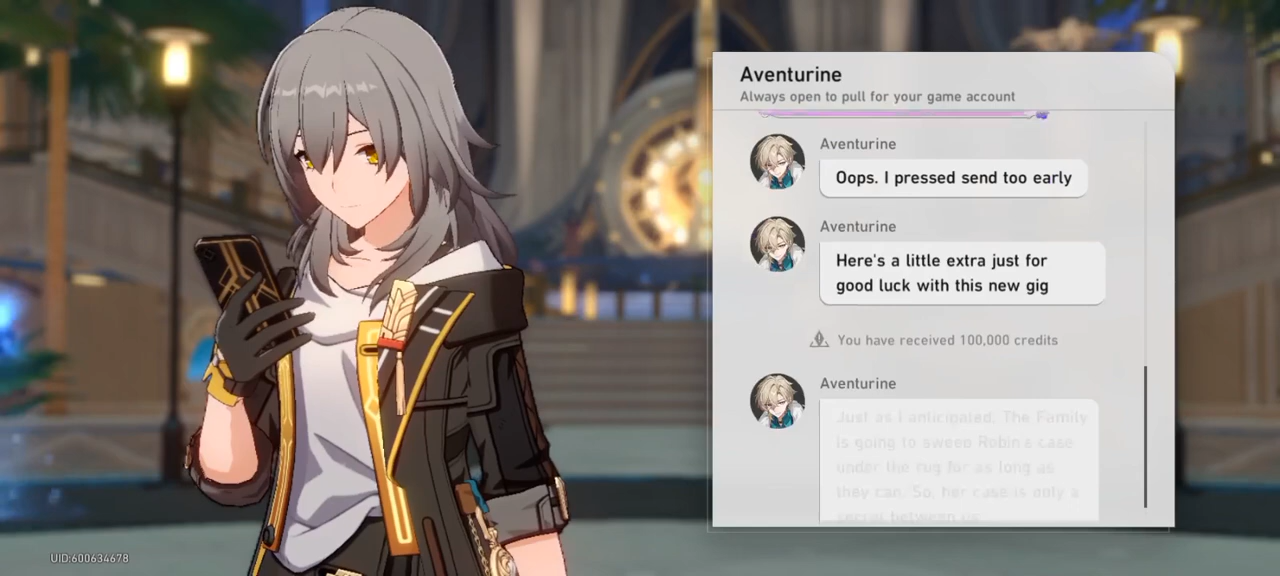 Aventurine
Always open to pull for your game account
Aventurine
Oops. I pressed send too early
Aventurine
Here's a little extra just for
good luck with this new gig
You have received 100,000 credits
Aventurine
Just as I anticipated. The Family
is going to sweep Robin's case
under the rug for as long as
they can. So, her case is only a
secret between us
UID:600634678